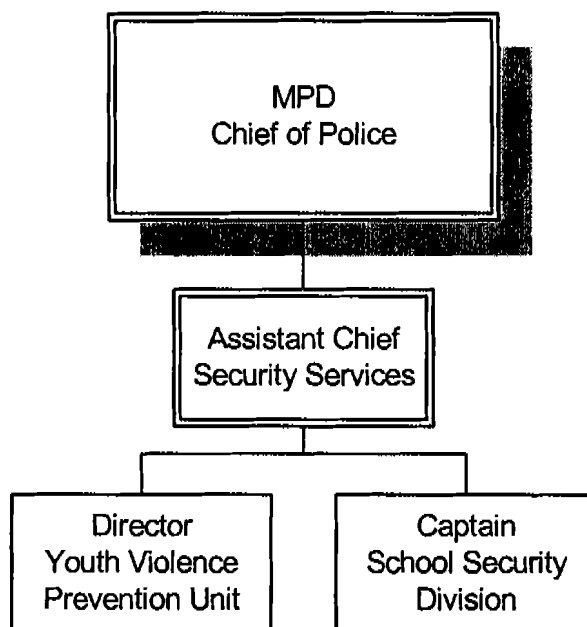 MPD
Chief of Police
Assistant Chief
Security Services
Director
Youth Violence
Prevention Unit
Captain
School Security
Division